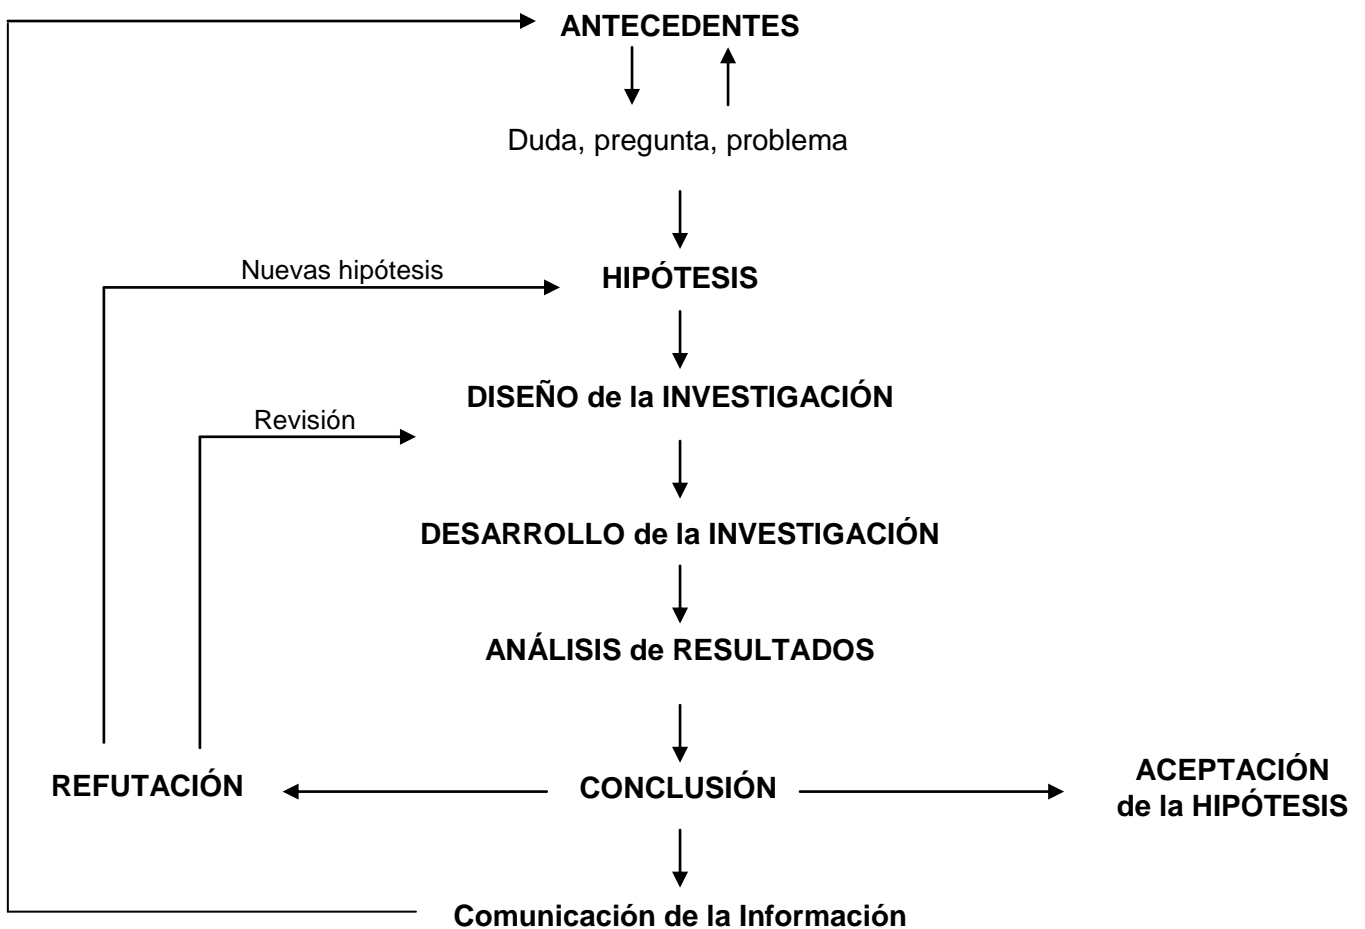 ANTECEDENTES
Duda, pregunta, problema
Nuevas hipótesis
HIPÓTESIS
DISEÑO de la INVESTIGACIÓN
Revisión
DESARROLLO de la INVESTIGACIÓN
ANÁLISIS de RESULTADOS
REFUTACIÓN
CONCLUSIÓN
ACEPTACIÓN
de la HIPÓTESIS
Comunicación de la Información